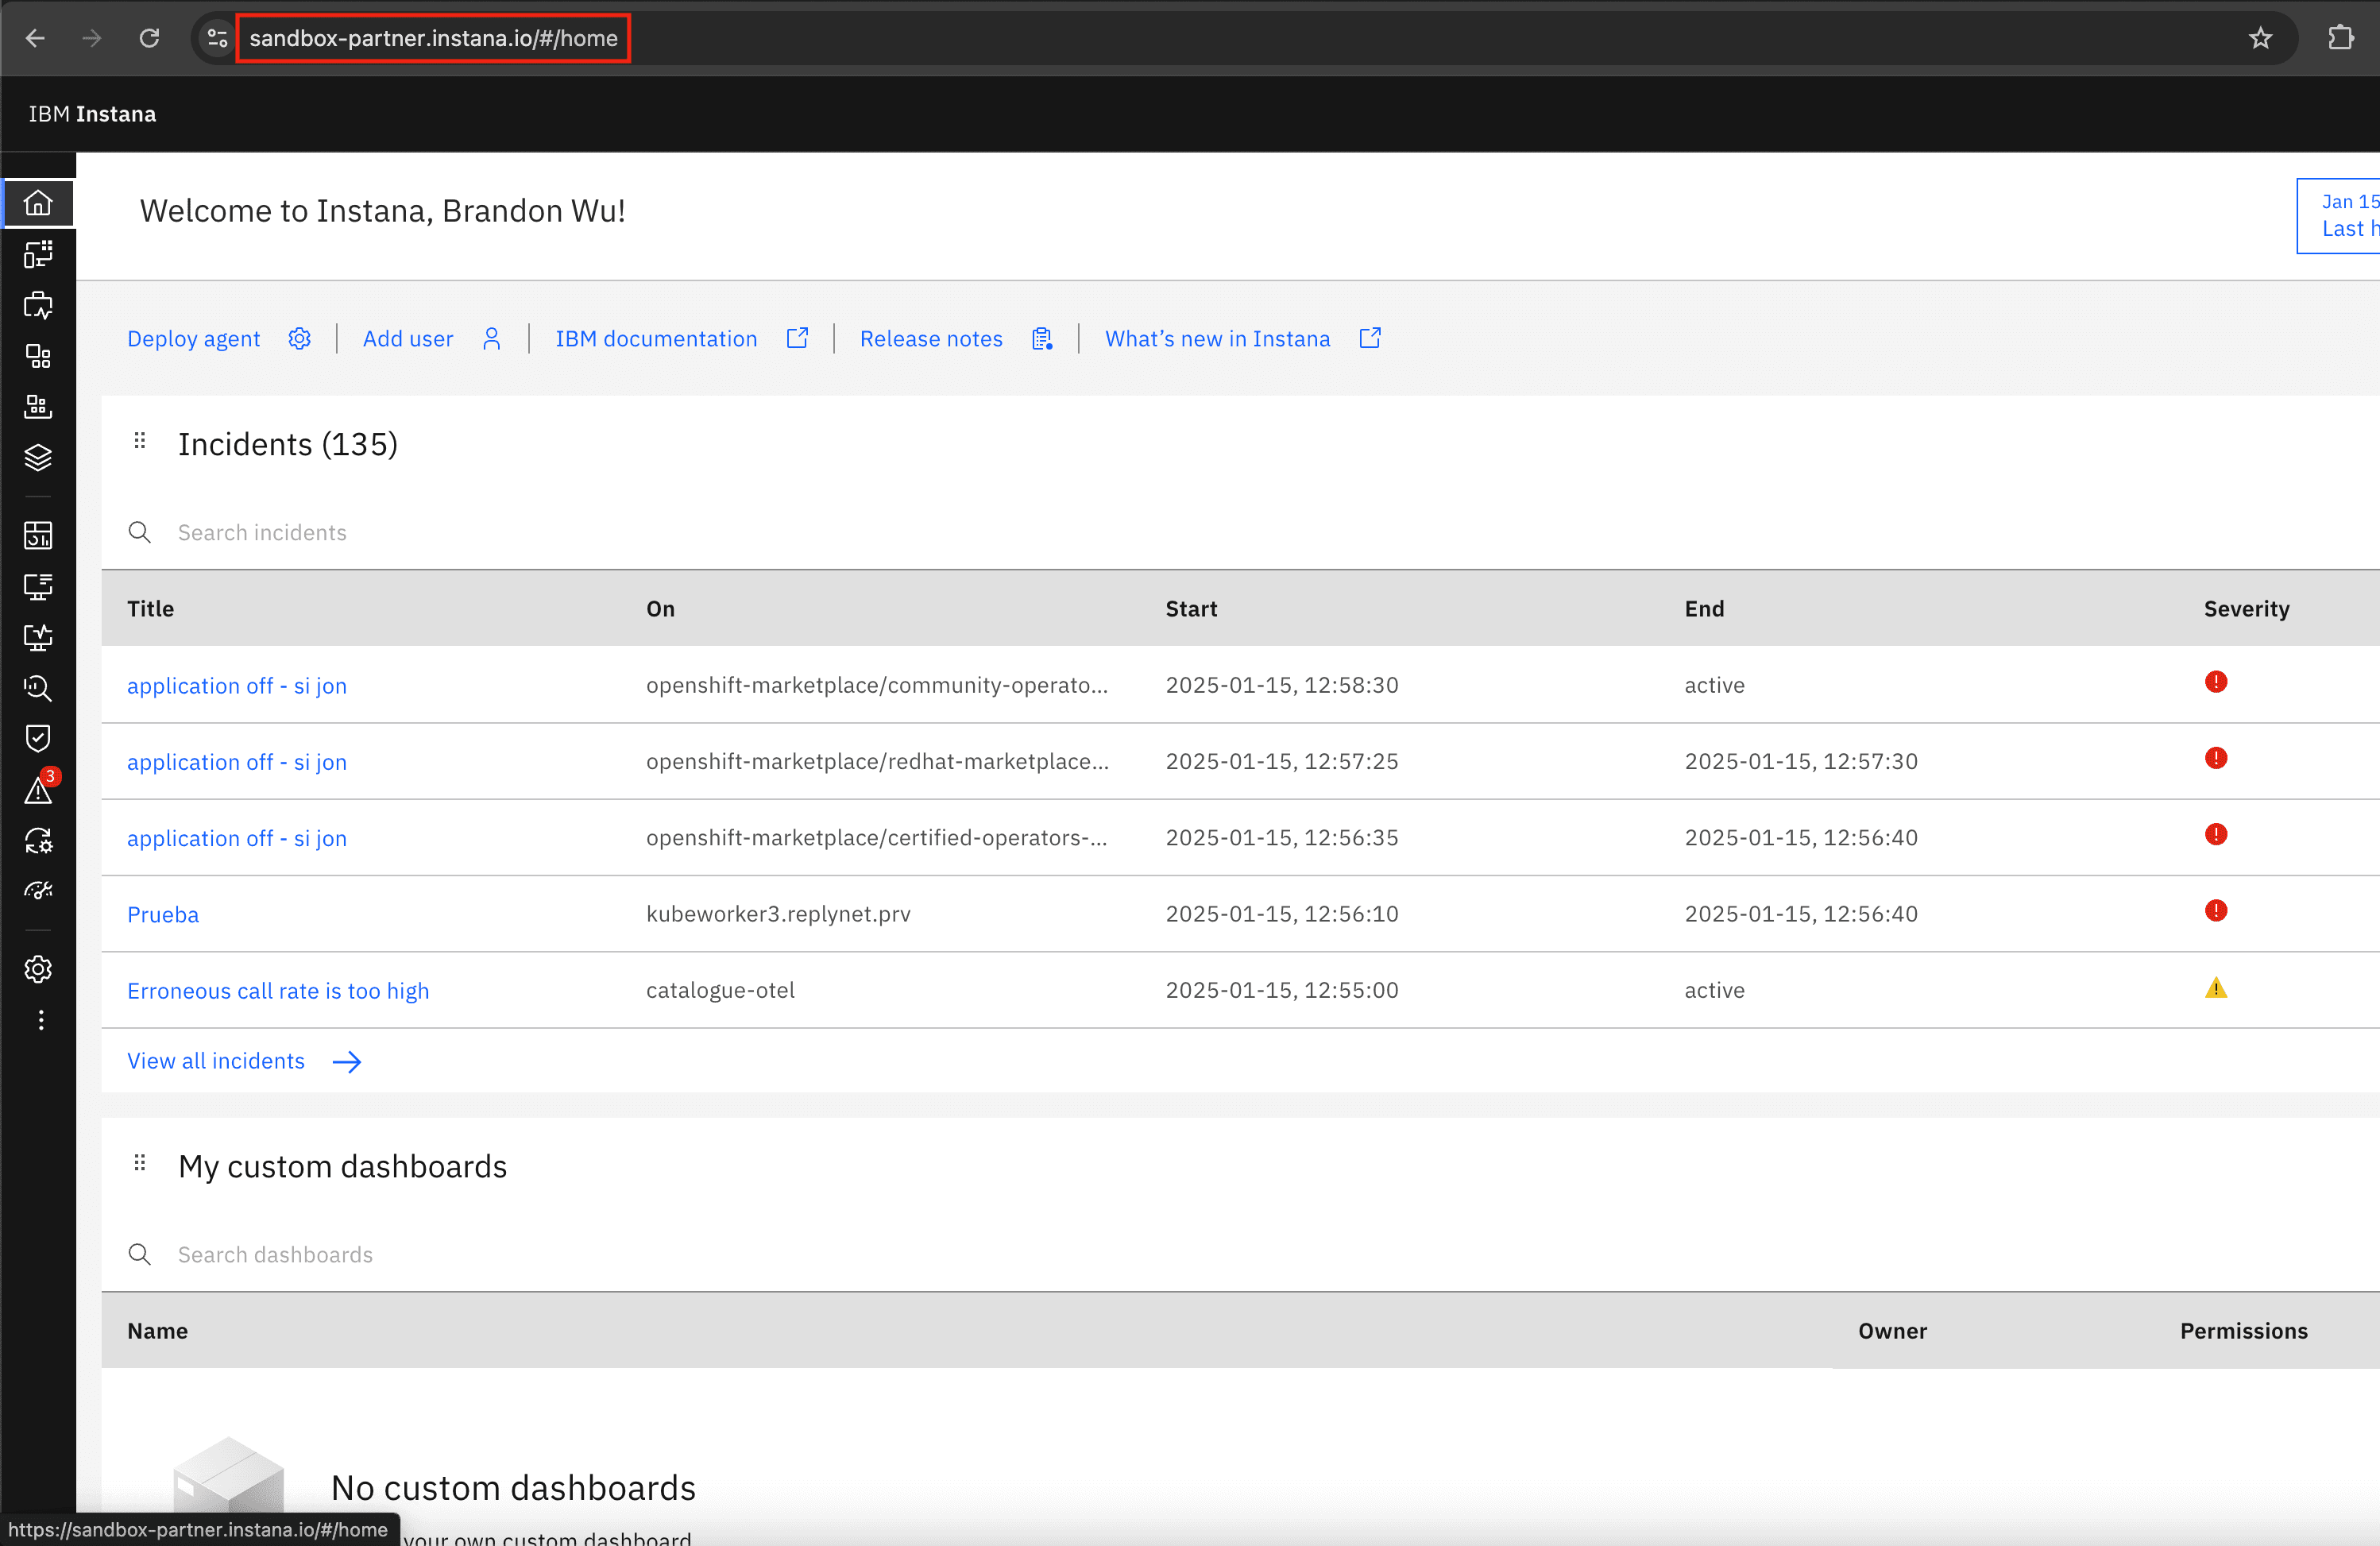 sandbox-partner.instana.io/#/home
IBM Instana
Welcome to Instana, Brandon Wu!
Jan 15
Last h
Deploy agent
Add user
IBM documentation
Release notes
What’s new in Instana
Incidents (135)
Search incidents
Title On Start End Severity
application off - si jon openshift-marketplace/community-operato... 2025-01-15, 12:58:30 active
application off - si jon openshift-marketplace/redhat-marketplace... 2025-01-15, 12:57:25 2025-01-15, 12:57:30
3
application off - si jon openshift-marketplace/certified-operators-... 2025-01-15, 12:56:35 2025-01-15, 12:56:40
Prueba kubeworker3.replynet.prv 2025-01-15, 12:56:10 2025-01-15, 12:56:40
Erroneous call rate is too high catalogue-otel 2025-01-15, 12:55:00 active
View all incidents
My custom dashboards
Search dashboards
Name Owner Permissions
No custom dashboards
your own custom dashboard
https://sandbox-partner.instana.io/#/home